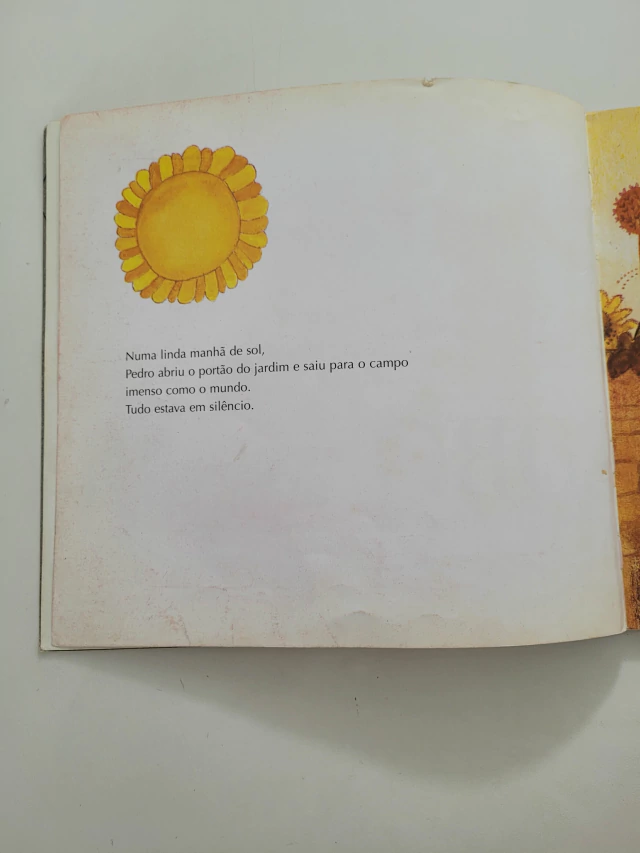 Numa linda manhã de sol,
Pedro abriu o portão do jardim e saiu para o campo
imenso como o mundo.
Tudo estava em silêncio.